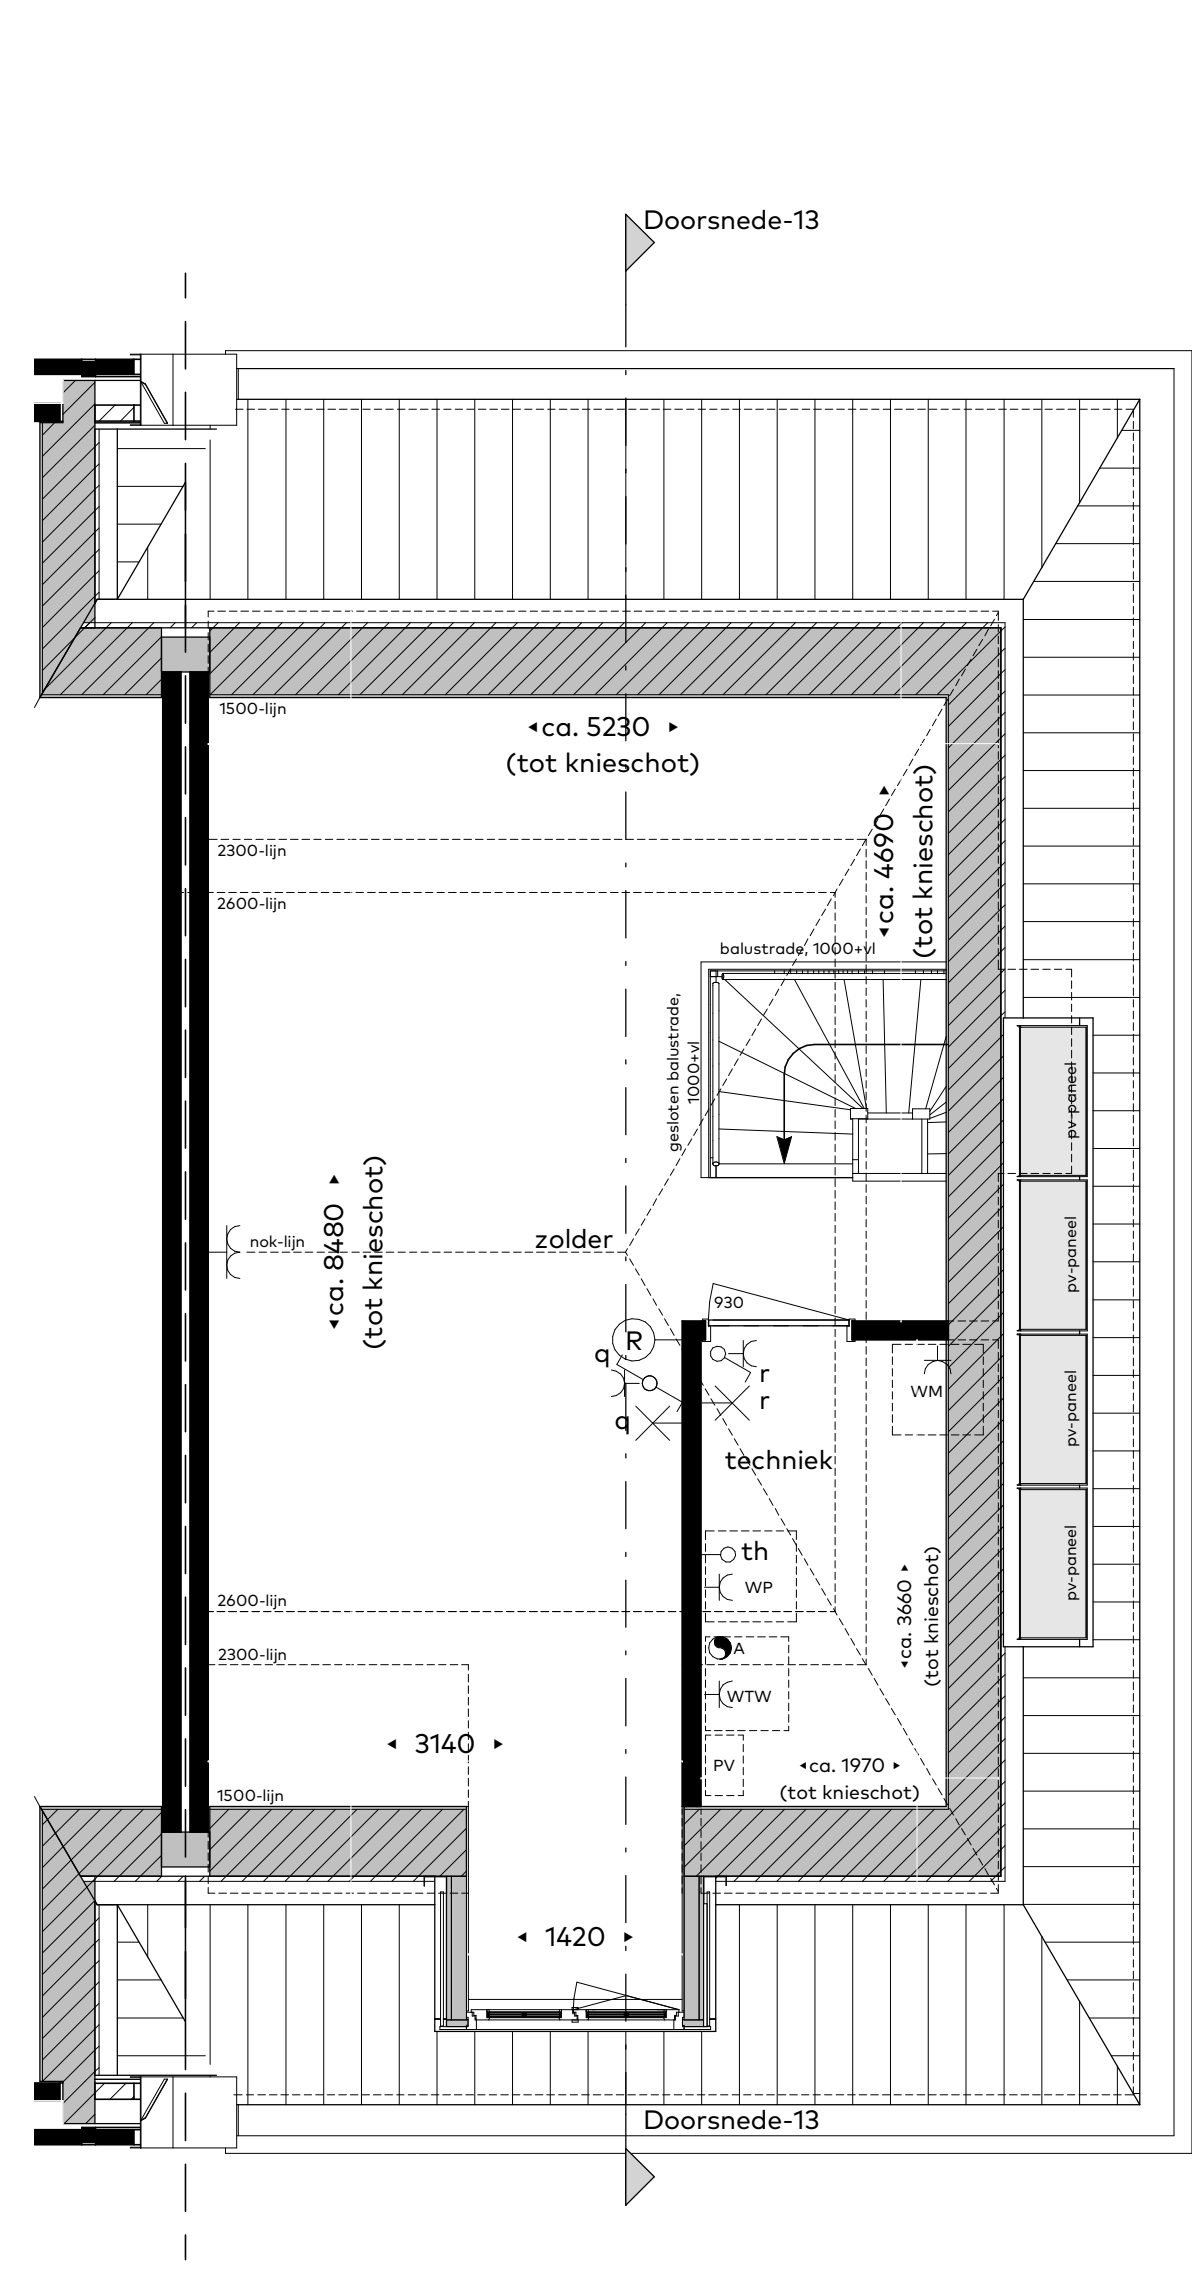 Doorsnede-13
1500-lijn
ca. 5230
(tot knieschot)
ca. 4690
(tot knieschot)
2300-lijn
2600-lijn
balustrade, 1000+vl
gesloten balustrade,
1000+vl
pv-paneel
pv-paneel
pv-paneel
pv-paneel
ca. 8480
(tot knieschot)
nok-lijn
zolder
930
R
q
r
q
r
WM
techniek
th
WP
ca. 3660
(tot knieschot)
2600-lijn
2300-lijn
A
WTW
3140
PV
ca. 1970
(tot knieschot)
1500-lijn
1420
Doorsnede-13